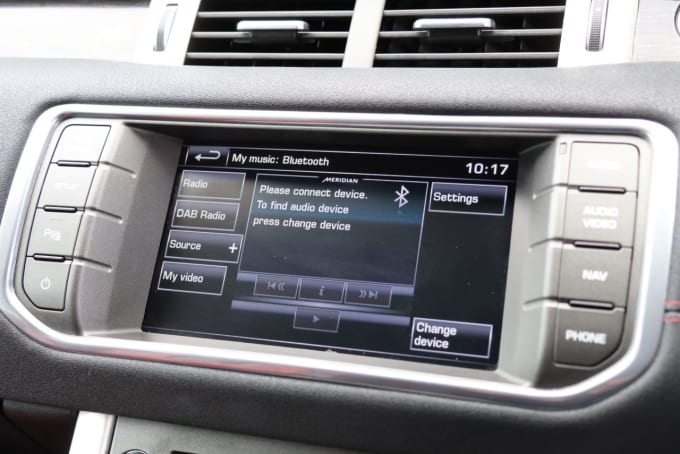 My music: Bluetooth
10:17
Radio
DAB Radio
Source +
My video
MERIDIAN
Please connect device.
To find audio device
press change device
Settings
i
Change
device
SETUP
AUDIO
VIDEO
NAV
PHONE